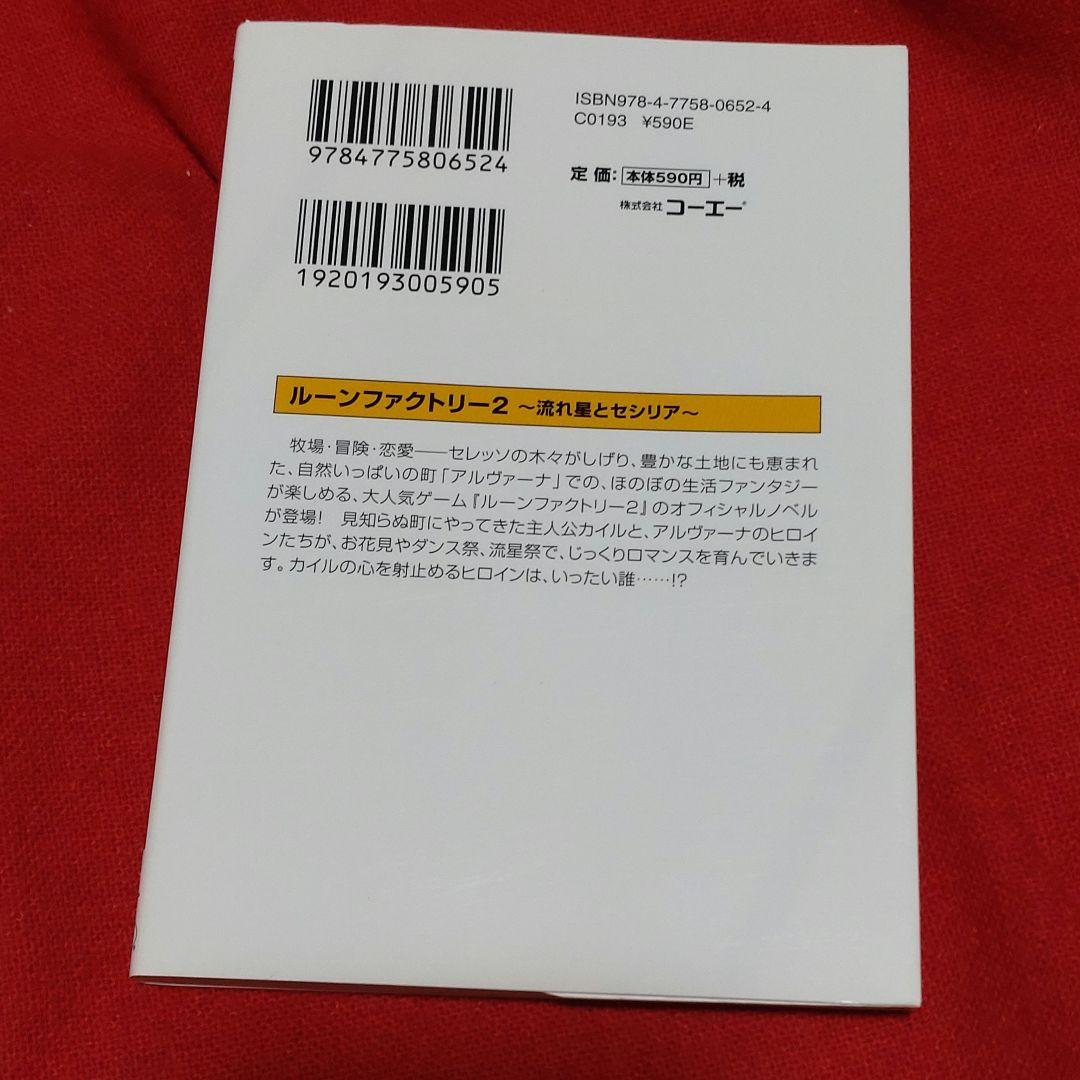 ISBN978-4-7758-0652-4
C0193 ¥590E
9784775806524
定価: 本体590円+税
株式会社 コーエー®
1920193005905
ルーンファクトリー2 ～流れ星とセシリア～
牧場・冒険・恋愛――セレッソの木々がしげり、豊かな土地にも恵まれ
た、自然いっぱいの町「アルヴァーナ」での、ほのぼの生活ファンタジー
が楽しめる、大人気ゲーム『ルーンファクトリー2』のオフィシャルノベル
が登場! 見知らぬ町にやってきた主人公カイルと、アルヴァーナのヒロイ
ンたちが、お花見やダンス祭、流星祭で、じっくりロマンスを育んでいきま
す。カイルの心を射止めるヒロインは、いったい誰……!?